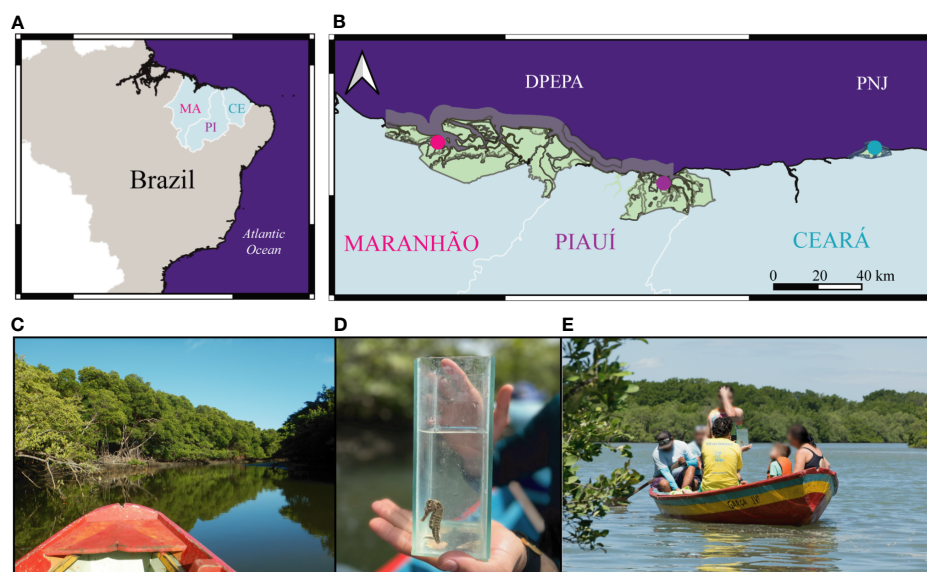 A
MA
CE
PI
Brazil
Atlantic
Ocean
B
DPEPA
PNJ
MARANHÃO
PIAUÍ
CEARÁ
0 20 40 km
C
D
E